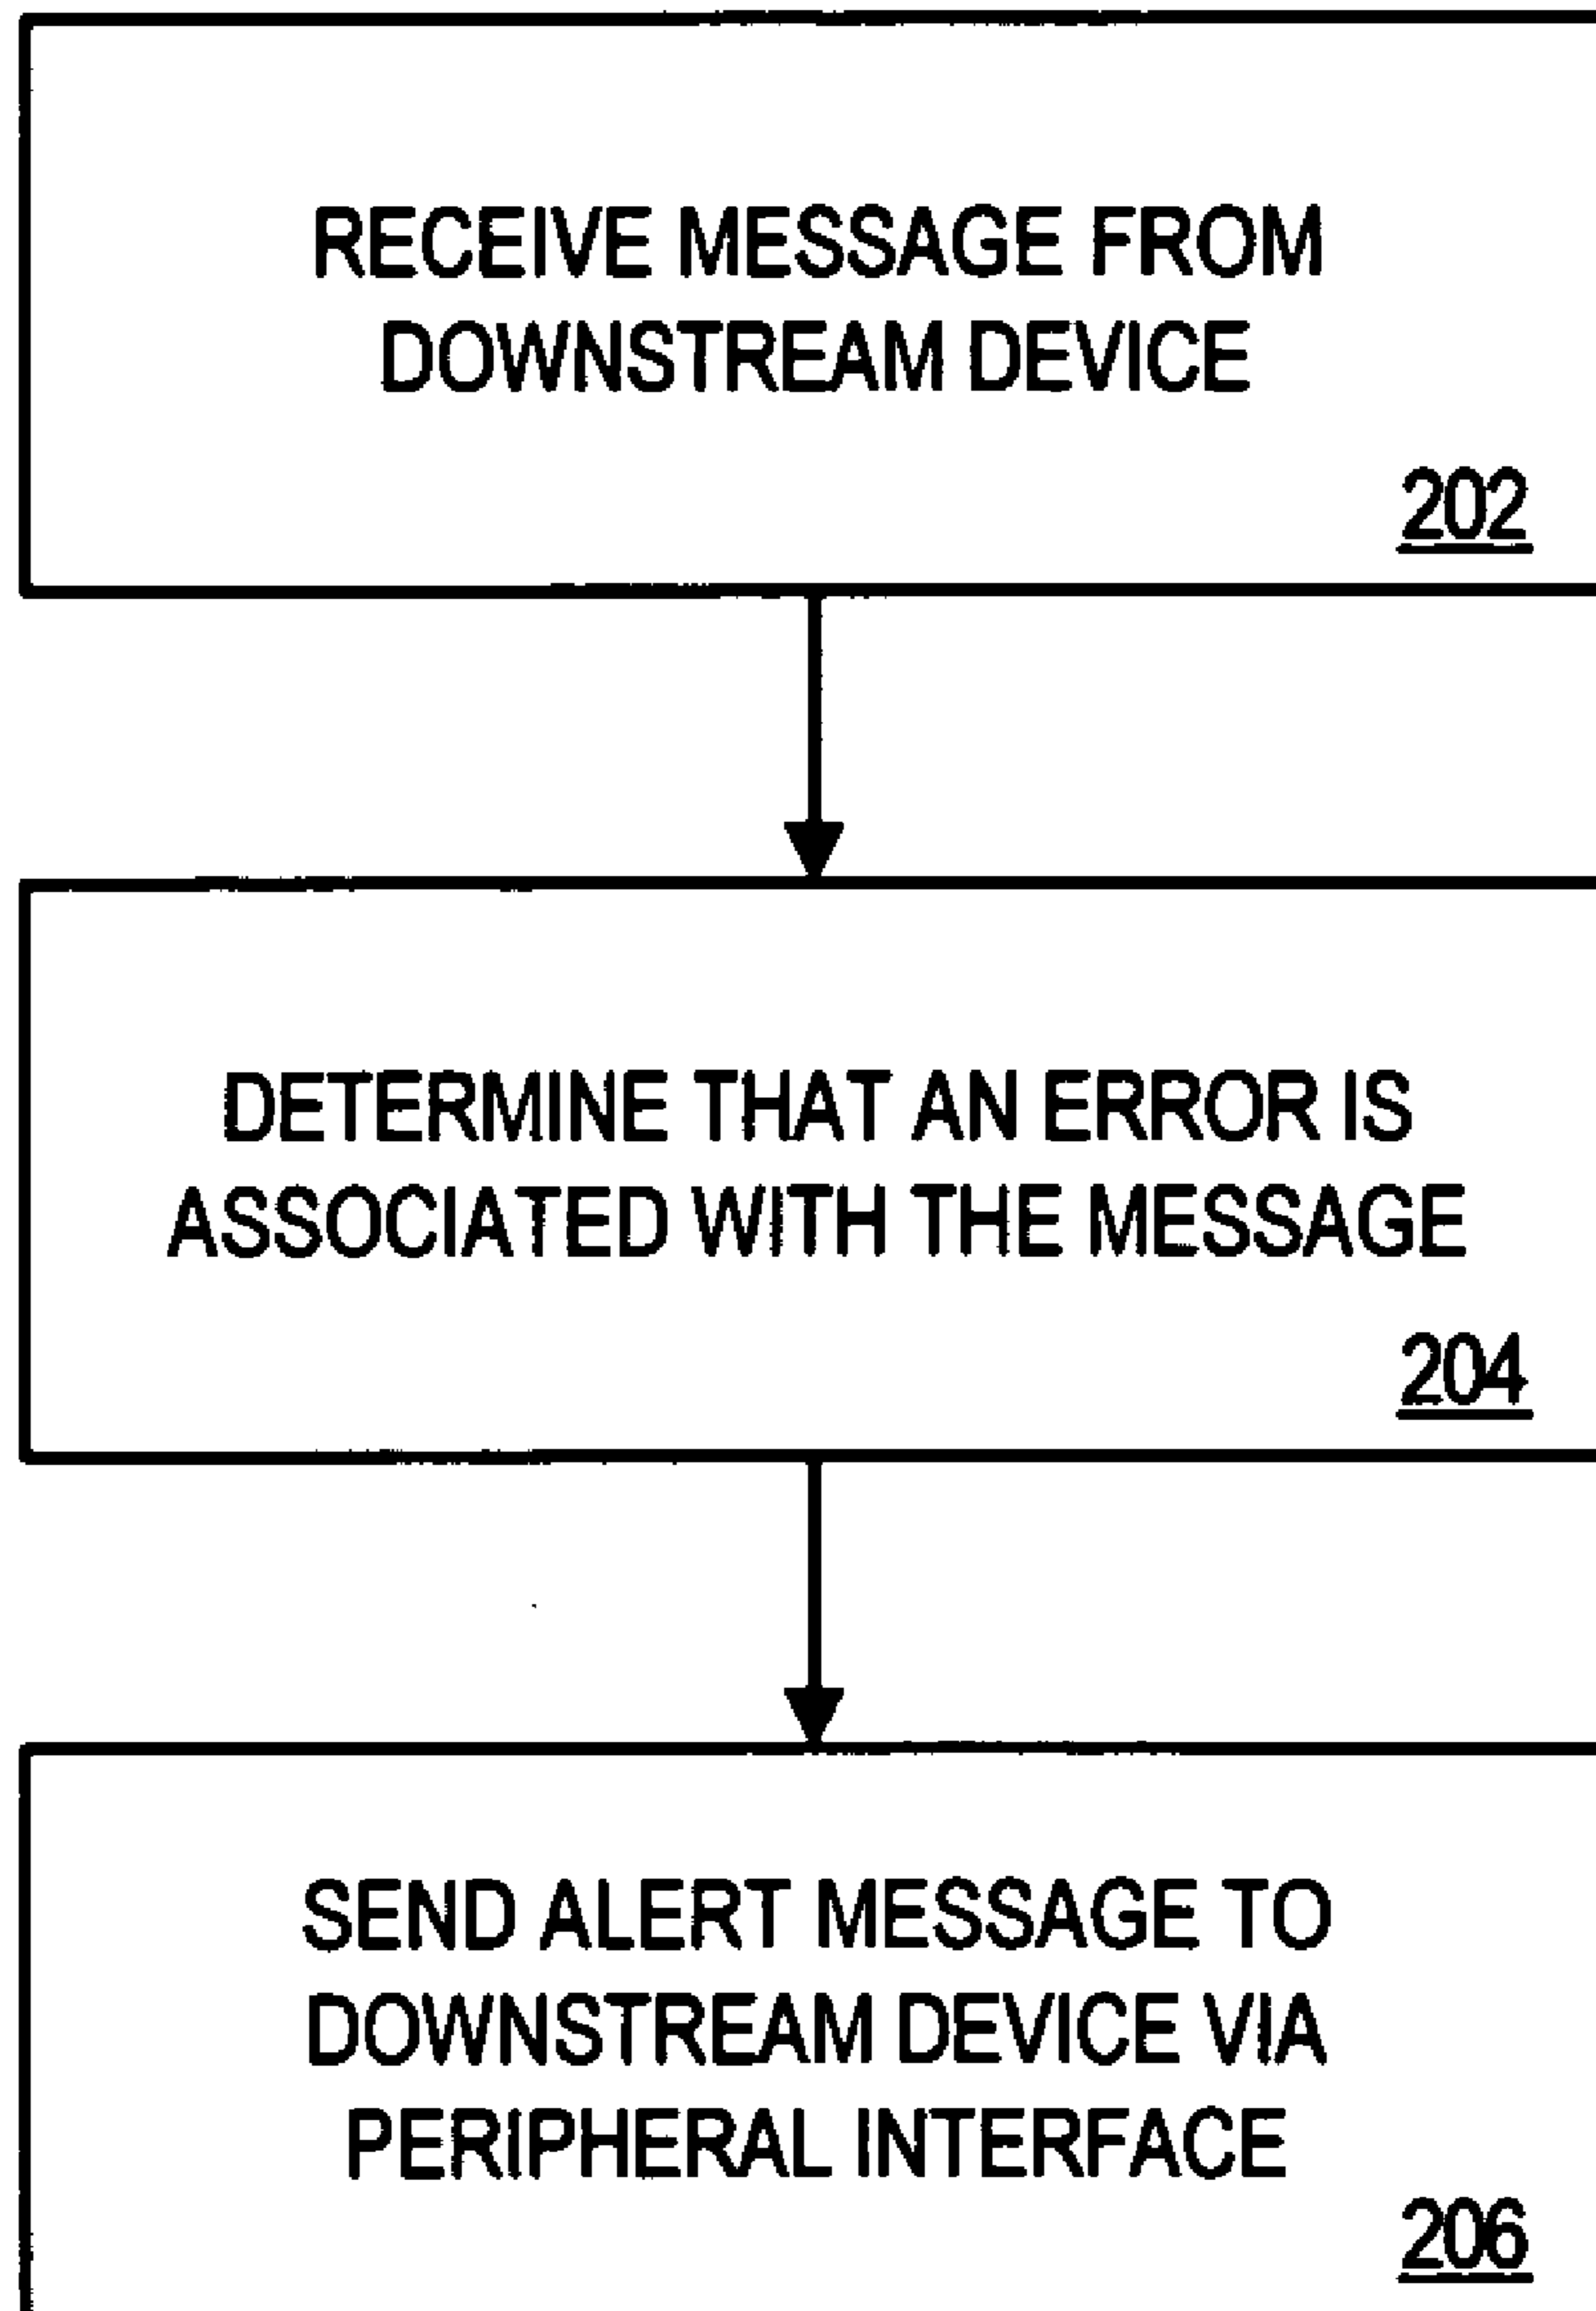 RECEIVE MESSAGE FROM
DOWNSTREAM DEVICE
202
DETERMINE THAT AN ERROR IS
ASSOCIATED WITH THE MESSAGE
204
SEND ALERT MESSAGE TO
DOWNSTREAM DEVICE VIA
PERIPHERAL INTERFACE
206